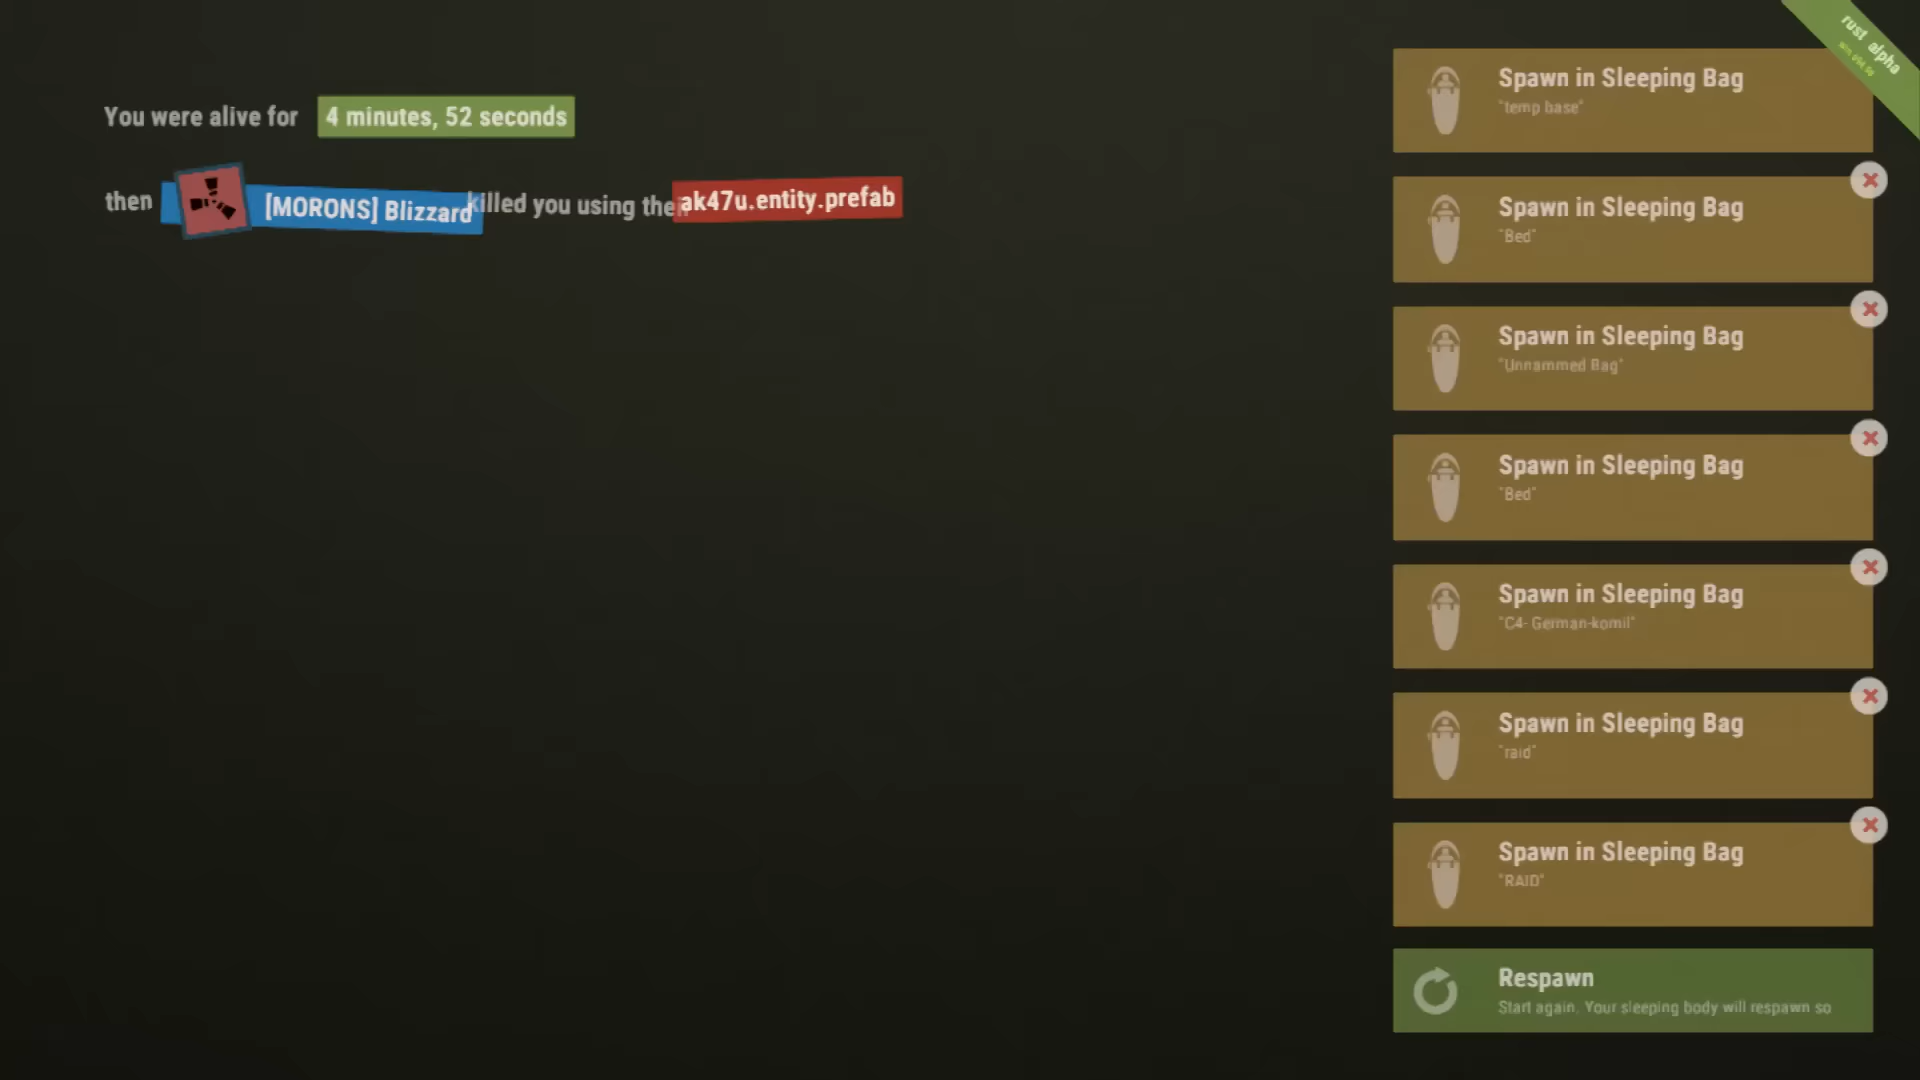 You were alive for 4 minutes, 52 seconds
then [MORONS] Blizzard killed you using the ak47u.entity.prefab
rust alpha
Spawn in Sleeping Bag
"temp base"
Spawn in Sleeping Bag
"Bed"
Spawn in Sleeping Bag
"Unnammed Bag"
Spawn in Sleeping Bag
"Bed"
Spawn in Sleeping Bag
"C4- German-komil"
Spawn in Sleeping Bag
"raid"
Spawn in Sleeping Bag
"RAID"
Respawn
Start again. Your sleeping body will respawn so